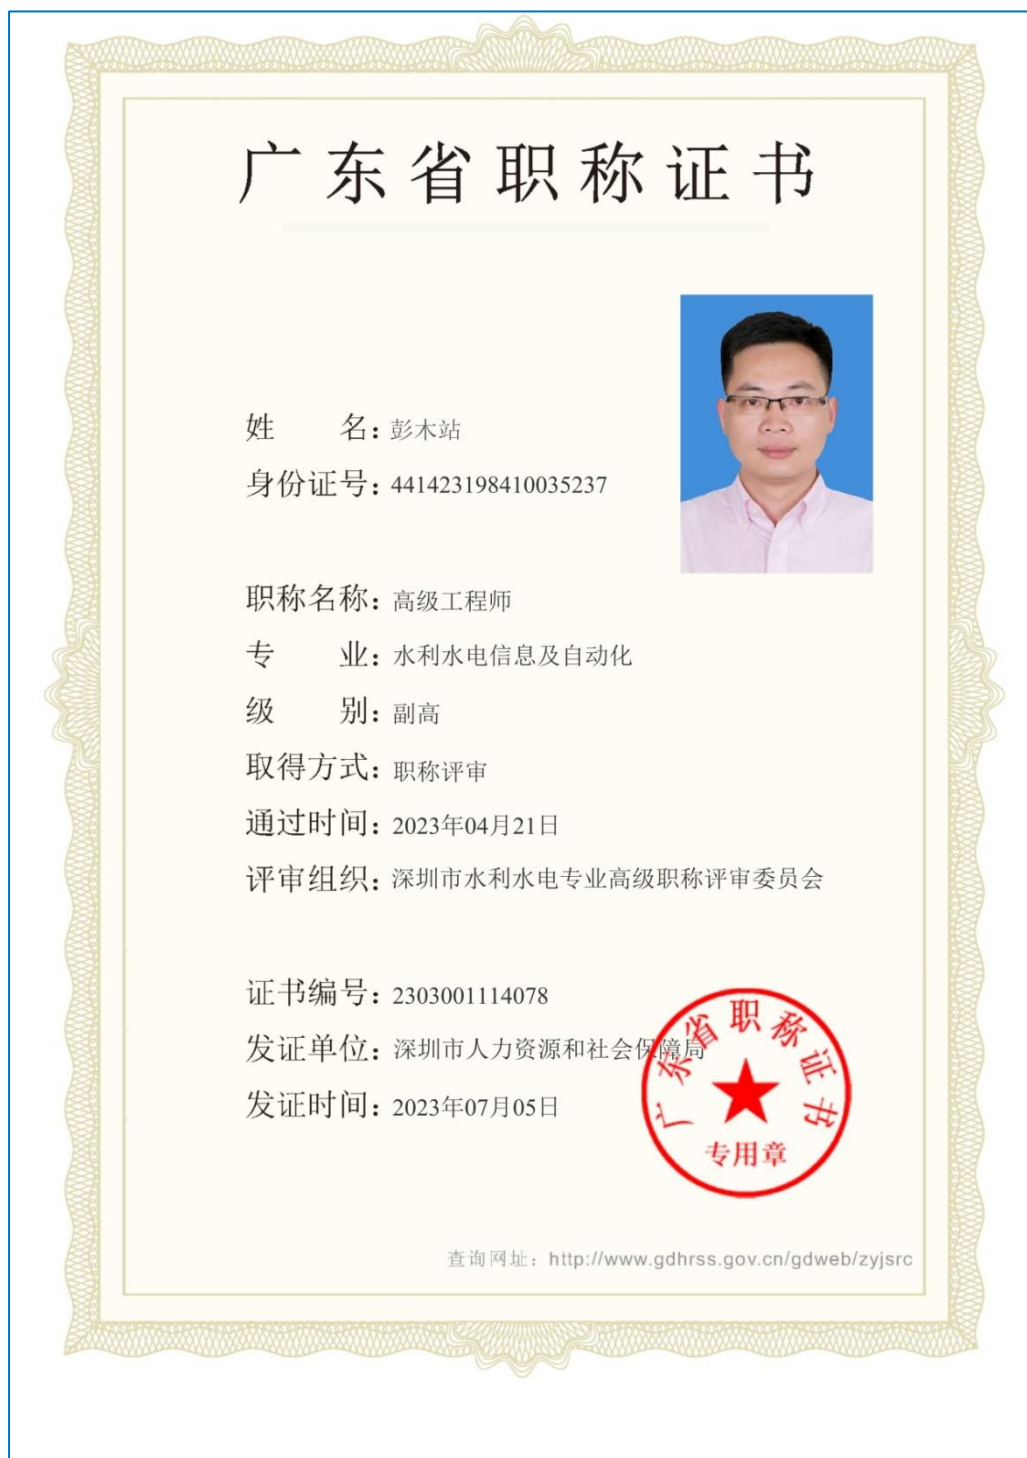 广东省职称证书
姓 名：彭木站
身份证号：441423198410035237
职称名称：高级工程师
专 业：水利水电信息及自动化
级 别：副高
取得方式：职称评审
通过时间：2023年04月21日
评审组织：深圳市水利水电专业高级职称评审委员会
证书编号：2303001114078
发证单位：深圳市人力资源和社会保障局
发证时间：2023年07月05日
广东省职称证书
专用章
查询网址：http://www.gdhrss.gov.cn/gdweb/zyjsrc